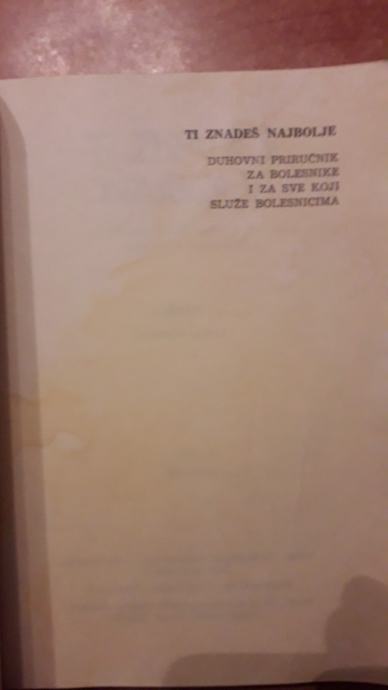 TI ZNADEŠ NAJBOLJE
DUHOVNI PRIRUČNIK
ZA BOLESNIKE
I ZA SVE KOJI
SLUŽE BOLESNICIMA